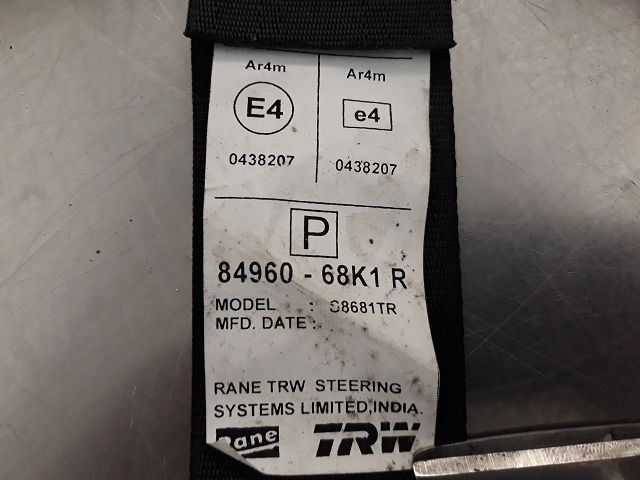 Ar4m Ar4m
E4 e4
0438207 0438207
P
84960 - 68K1 R
MODEL : S8681TR
MFD. DATE :
RANE TRW STEERING
SYSTEMS LIMITED,INDIA.
Rane TRW